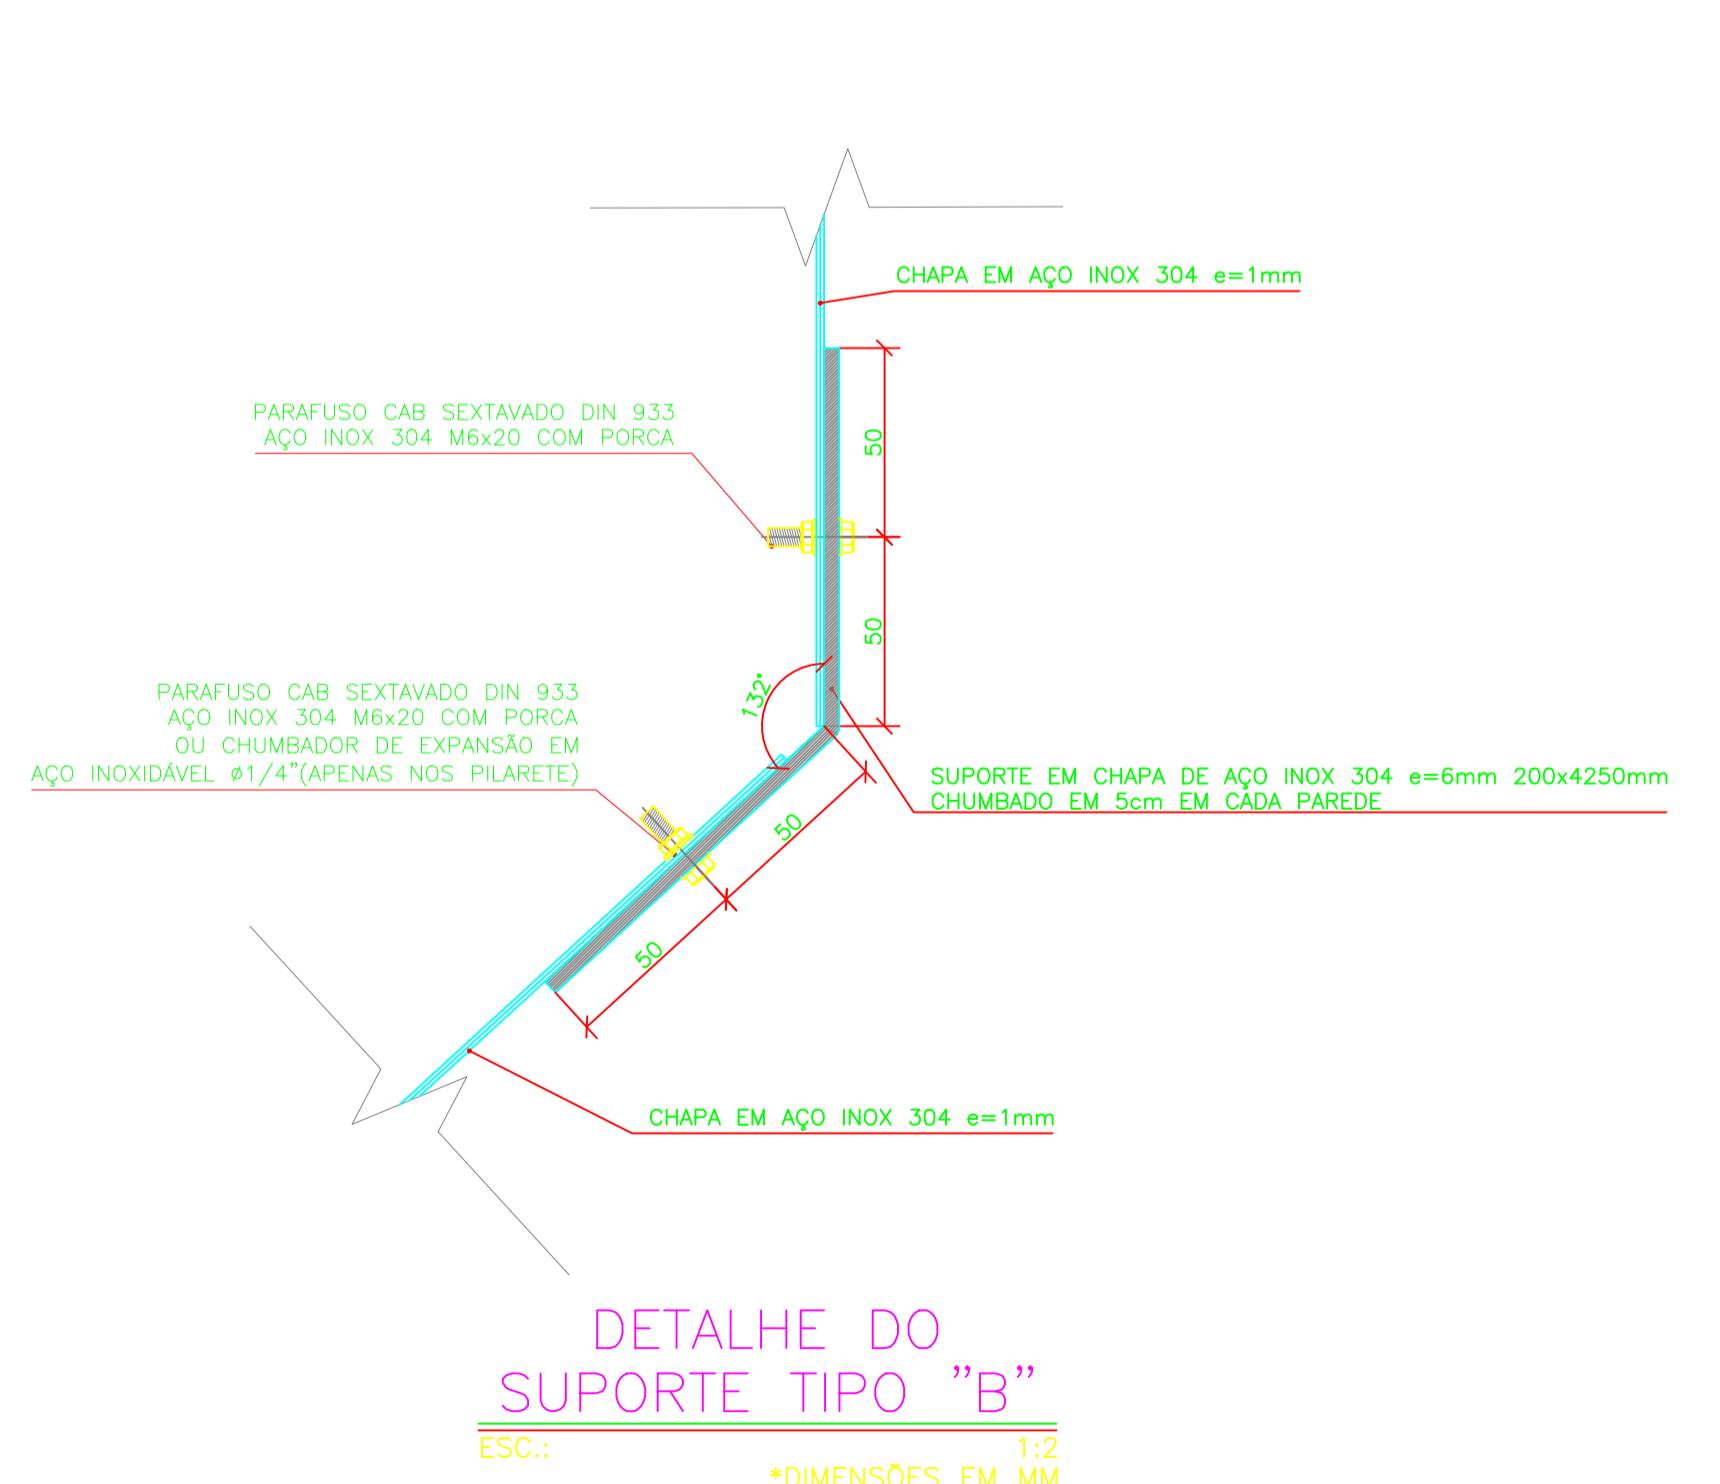 CHAPA EM AÇO INOX 304 e=1mm
PARAFUSO CAB SEXTAVADO DIN 933
AÇO INOX 304 M6x20 COM PORCA
50
50
132°
PARAFUSO CAB SEXTAVADO DIN 933
AÇO INOX 304 M6x20 COM PORCA
OU CHUMBADOR DE EXPANSÃO EM
AÇO INOXIDÁVEL ø1/4"(APENAS NOS PILARETE)
SUPORTE EM CHAPA DE AÇO INOX 304 e=6mm 200x4250mm
CHUMBADO EM 5cm EM CADA PAREDE
50
50
CHAPA EM AÇO INOX 304 e=1mm
DETALHE DO
SUPORTE TIPO "B"
ESC.: 1:2
*DIMENSÕES EM MM